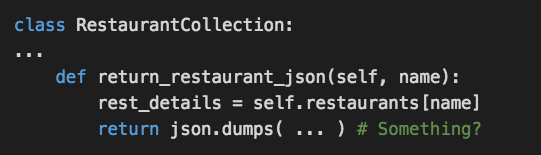 class RestaurantCollection:
...
    def return_restaurant_json(self, name):
        rest_details = self.restaurants[name]
        return json.dumps( ... ) # Something?